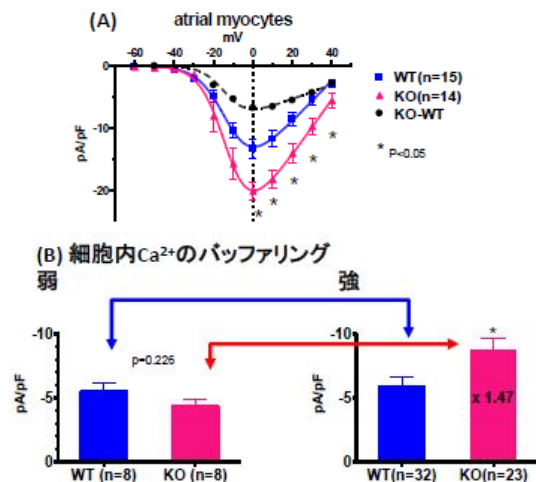 (A)
atrial myocytes
mV
-60 -40 -20 0 20 40
0
-10
-20
pA/pF
WT(n=15)
KO(n=14)
KO-WT
* P<0.05
* * * * *
(B) 細胞内Ca²⁺のバッファリング
弱 強
-10
-5
0
pA/pF
p=0.226
WT (n=8) KO (n=8)
-10
-5
0
pA/pF
*
x 1.47
WT(n=32) KO(n=23)